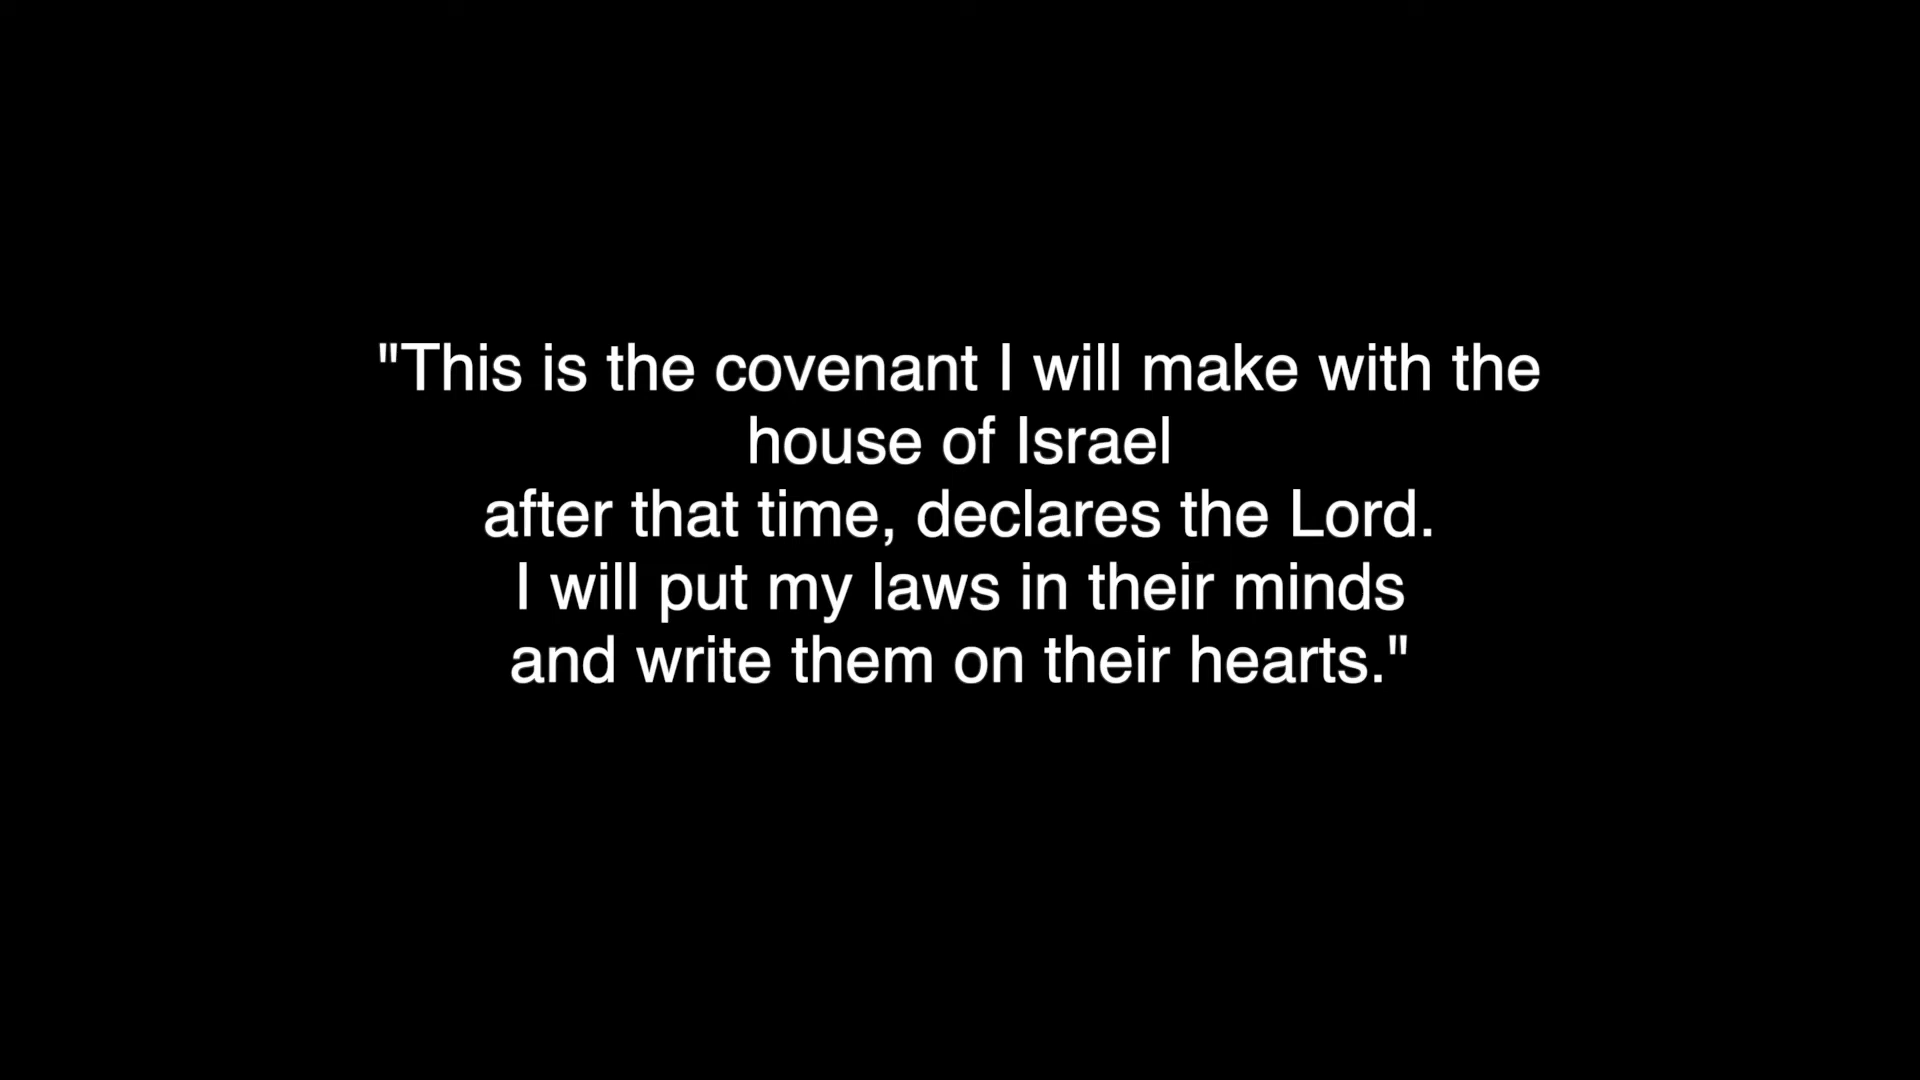 "This is the covenant I will make with the
house of Israel
after that time, declares the Lord.
I will put my laws in their minds
and write them on their hearts."